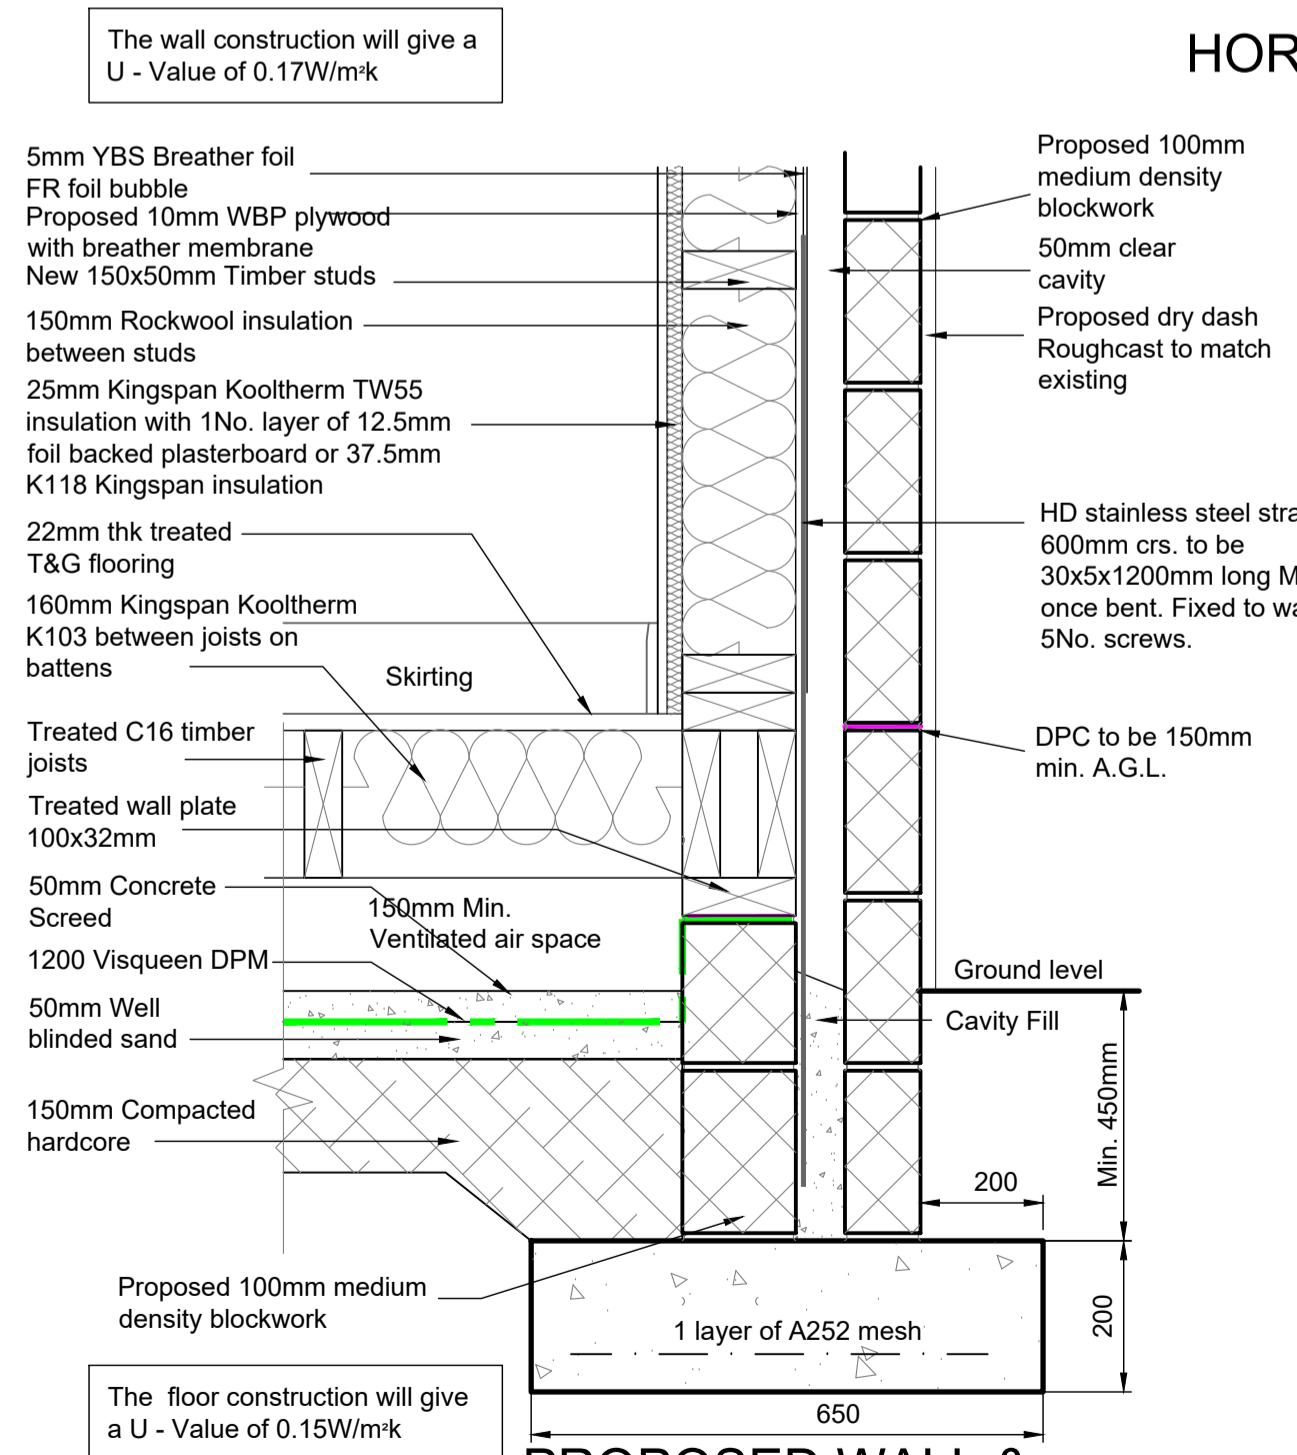 The wall construction will give a
U - Value of 0.17W/m²k
HOR
5mm YBS Breather foil
FR foil bubble
Proposed 10mm WBP plywood
with breather membrane
New 150x50mm Timber studs
150mm Rockwool insulation
between studs
25mm Kingspan Kooltherm TW55
insulation with 1No. layer of 12.5mm
foil backed plasterboard or 37.5mm
K118 Kingspan insulation
22mm thk treated
T&G flooring
160mm Kingspan Kooltherm
K103 between joists on
battens
Skirting
Treated C16 timber
joists
Treated wall plate
100x32mm
50mm Concrete
Screed
150mm Min.
Ventilated air space
1200 Visqueen DPM
50mm Well
blinded sand
150mm Compacted
hardcore
Proposed 100mm medium
density blockwork
The  floor construction will give
a U - Value of 0.15W/m²k
Proposed 100mm
medium density
blockwork
50mm clear
cavity
Proposed dry dash
Roughcast to match
existing
HD stainless steel stra
600mm crs. to be
30x5x1200mm long M
once bent. Fixed to wa
5No. screws.
DPC to be 150mm
min. A.G.L.
Ground level
Cavity Fill
Min. 450mm
200
200
1 layer of A252 mesh
650
PROPOSED WALL &